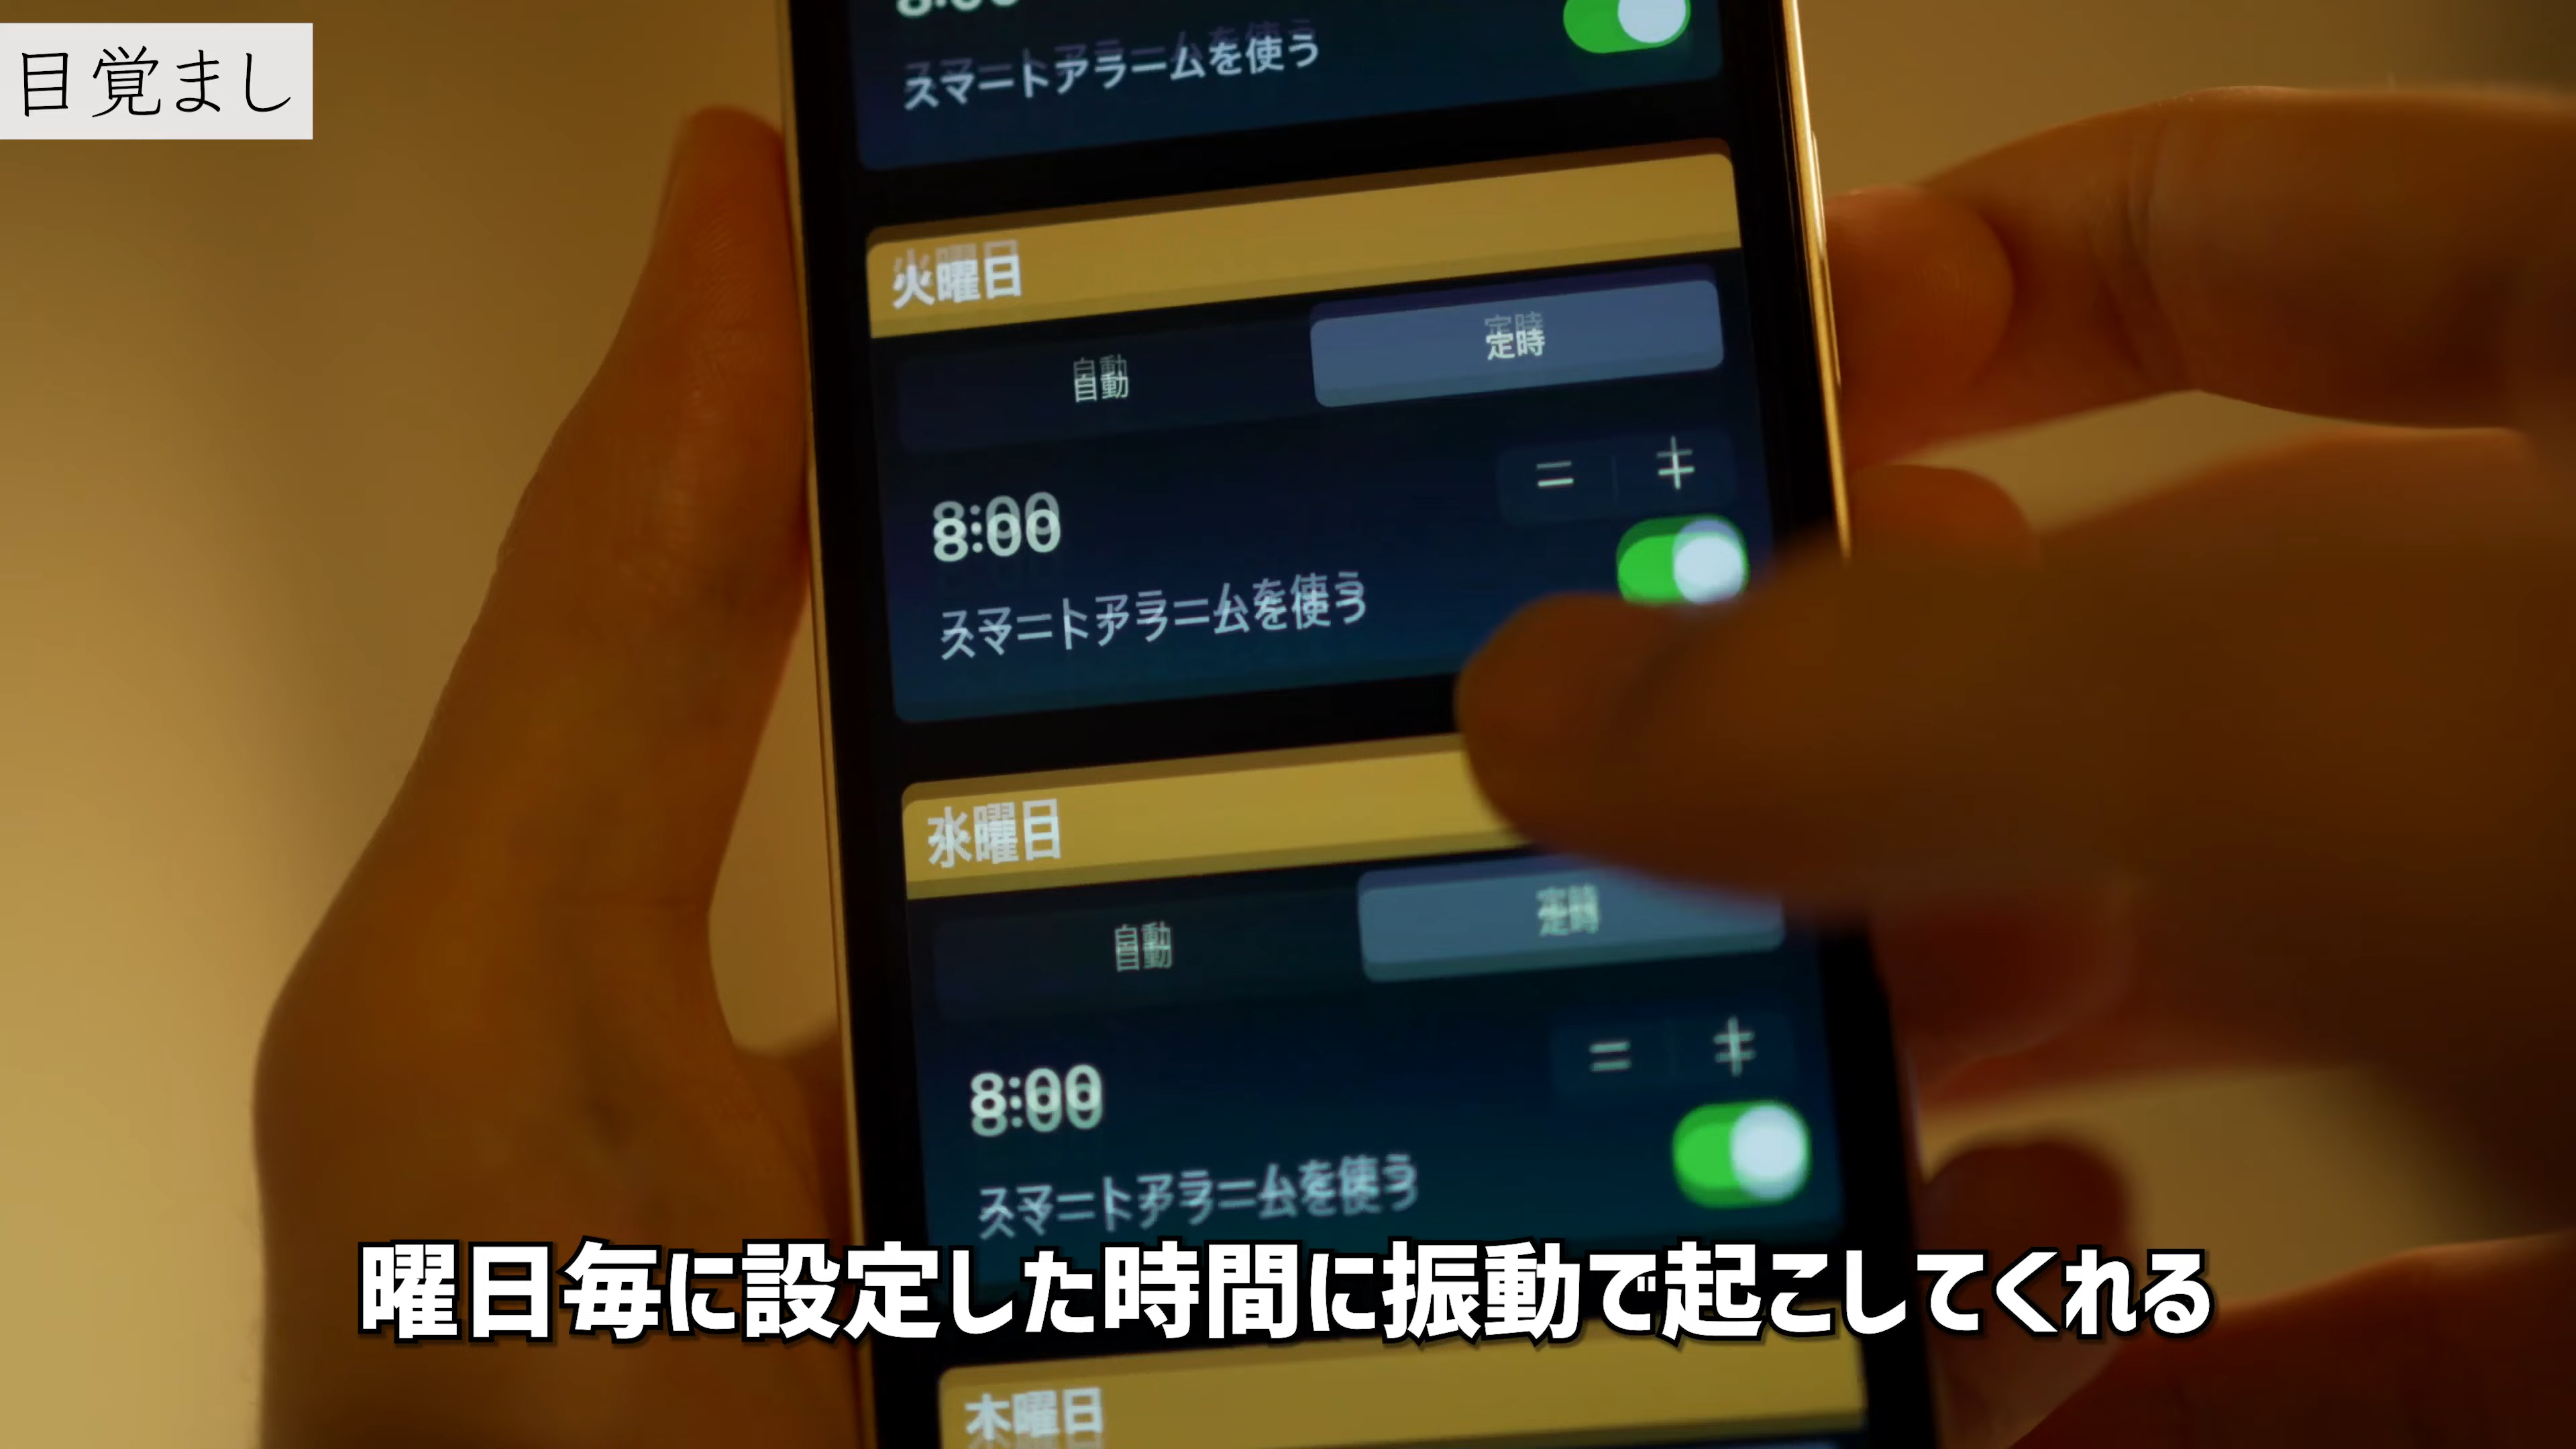 目覚まし
8:00
スマートアラームを使う
火曜日
自動
定時
8:00
スマートアラームを使う
水曜日
自動
定時
8:00
スマートアラームを使う
曜日毎に設定した時間に振動で起こしてくれる
木曜日